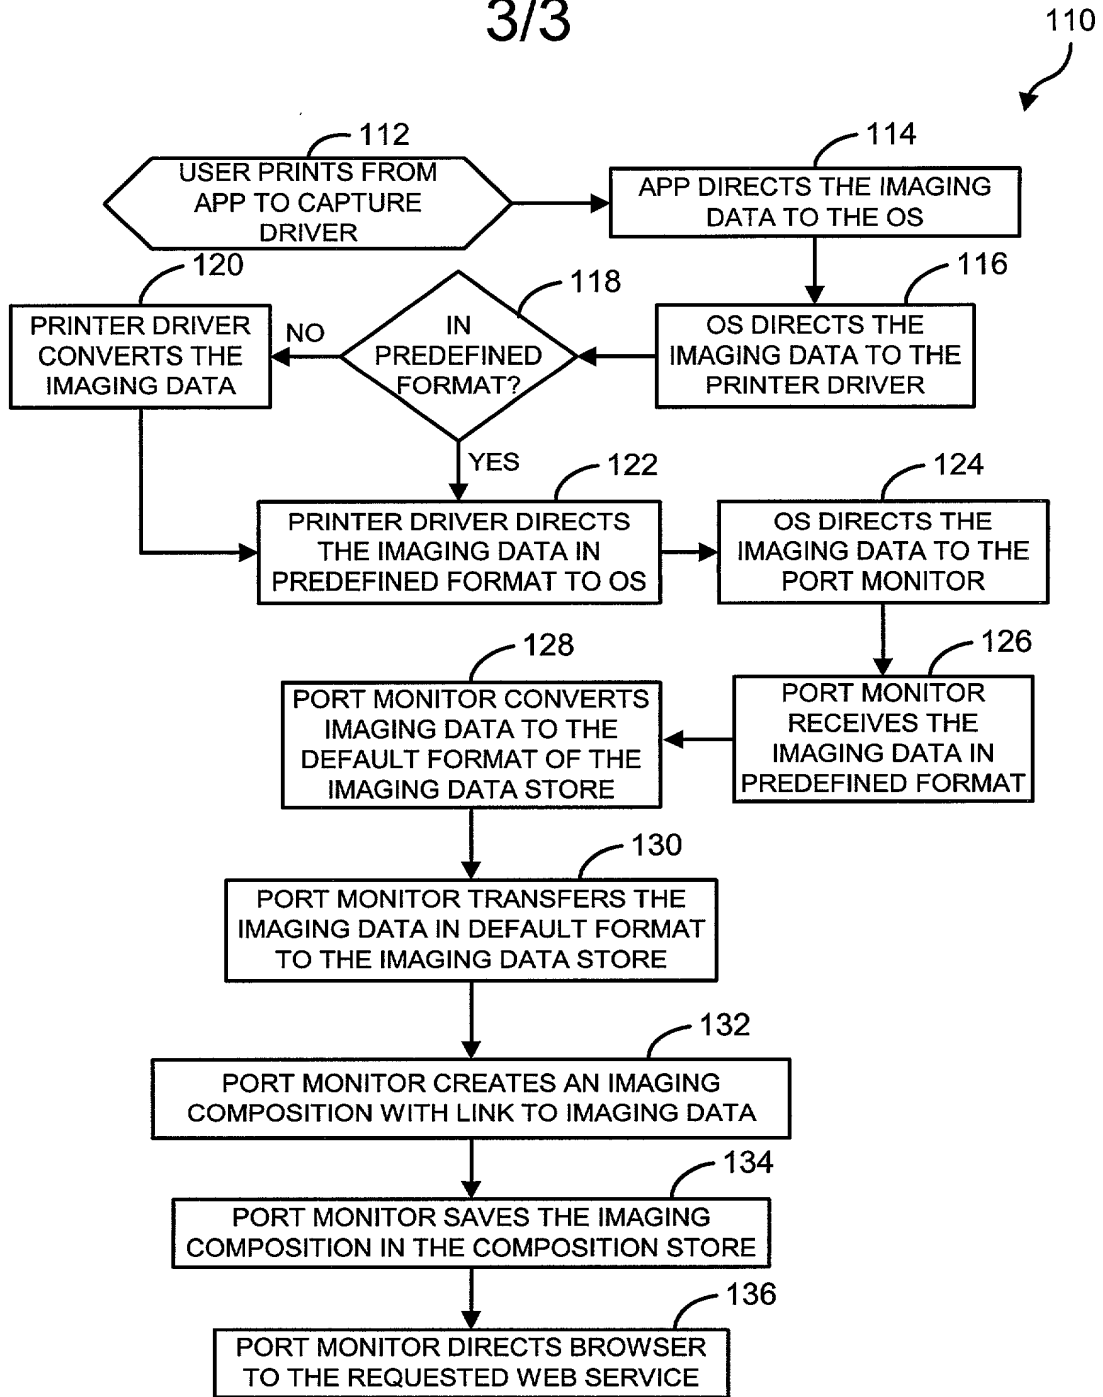 3/3
110
112
USER PRINTS FROM
APP TO CAPTURE
DRIVER
114
APP DIRECTS THE IMAGING
DATA TO THE OS
116
OS DIRECTS THE
IMAGING DATA TO THE
PRINTER DRIVER
118
IN
PREDEFINED
FORMAT?
NO
YES
120
PRINTER DRIVER
CONVERTS THE
IMAGING DATA
122
PRINTER DRIVER DIRECTS
THE IMAGING DATA IN
PREDEFINED FORMAT TO OS
124
OS DIRECTS THE
IMAGING DATA TO THE
PORT MONITOR
126
PORT MONITOR
RECEIVES THE
IMAGING DATA IN
PREDEFINED FORMAT
128
PORT MONITOR CONVERTS
IMAGING DATA TO THE
DEFAULT FORMAT OF THE
IMAGING DATA STORE
130
PORT MONITOR TRANSFERS THE
IMAGING DATA IN DEFAULT FORMAT
TO THE IMAGING DATA STORE
132
PORT MONITOR CREATES AN IMAGING
COMPOSITION WITH LINK TO IMAGING DATA
134
PORT MONITOR SAVES THE IMAGING
COMPOSITION IN THE COMPOSITION STORE
136
PORT MONITOR DIRECTS BROWSER
TO THE REQUESTED WEB SERVICE